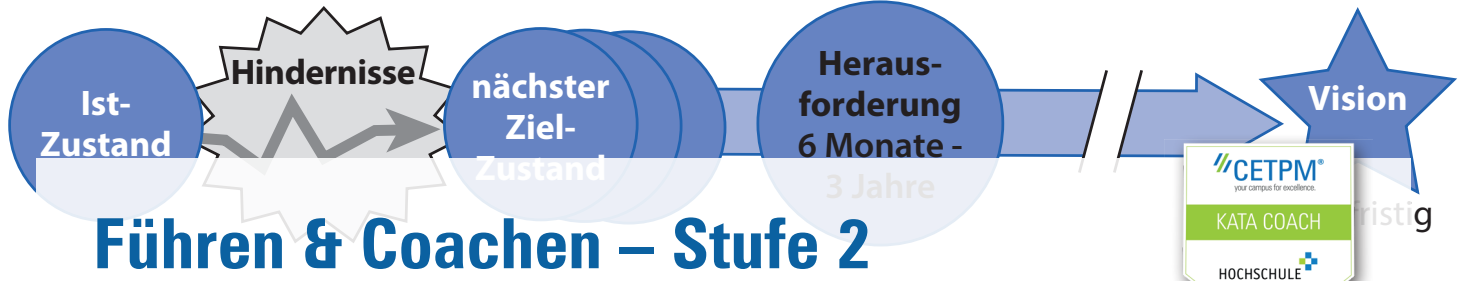 Ist-
Zustand
Hindernisse
nächster
Ziel-
Zustand
Heraus-
forderung
6 Monate -
3 Jahre
Vision
fristig
CETPM®
your campus for excellence.
KATA COACH
HOCHSCHULE
Führen & Coachen – Stufe 2